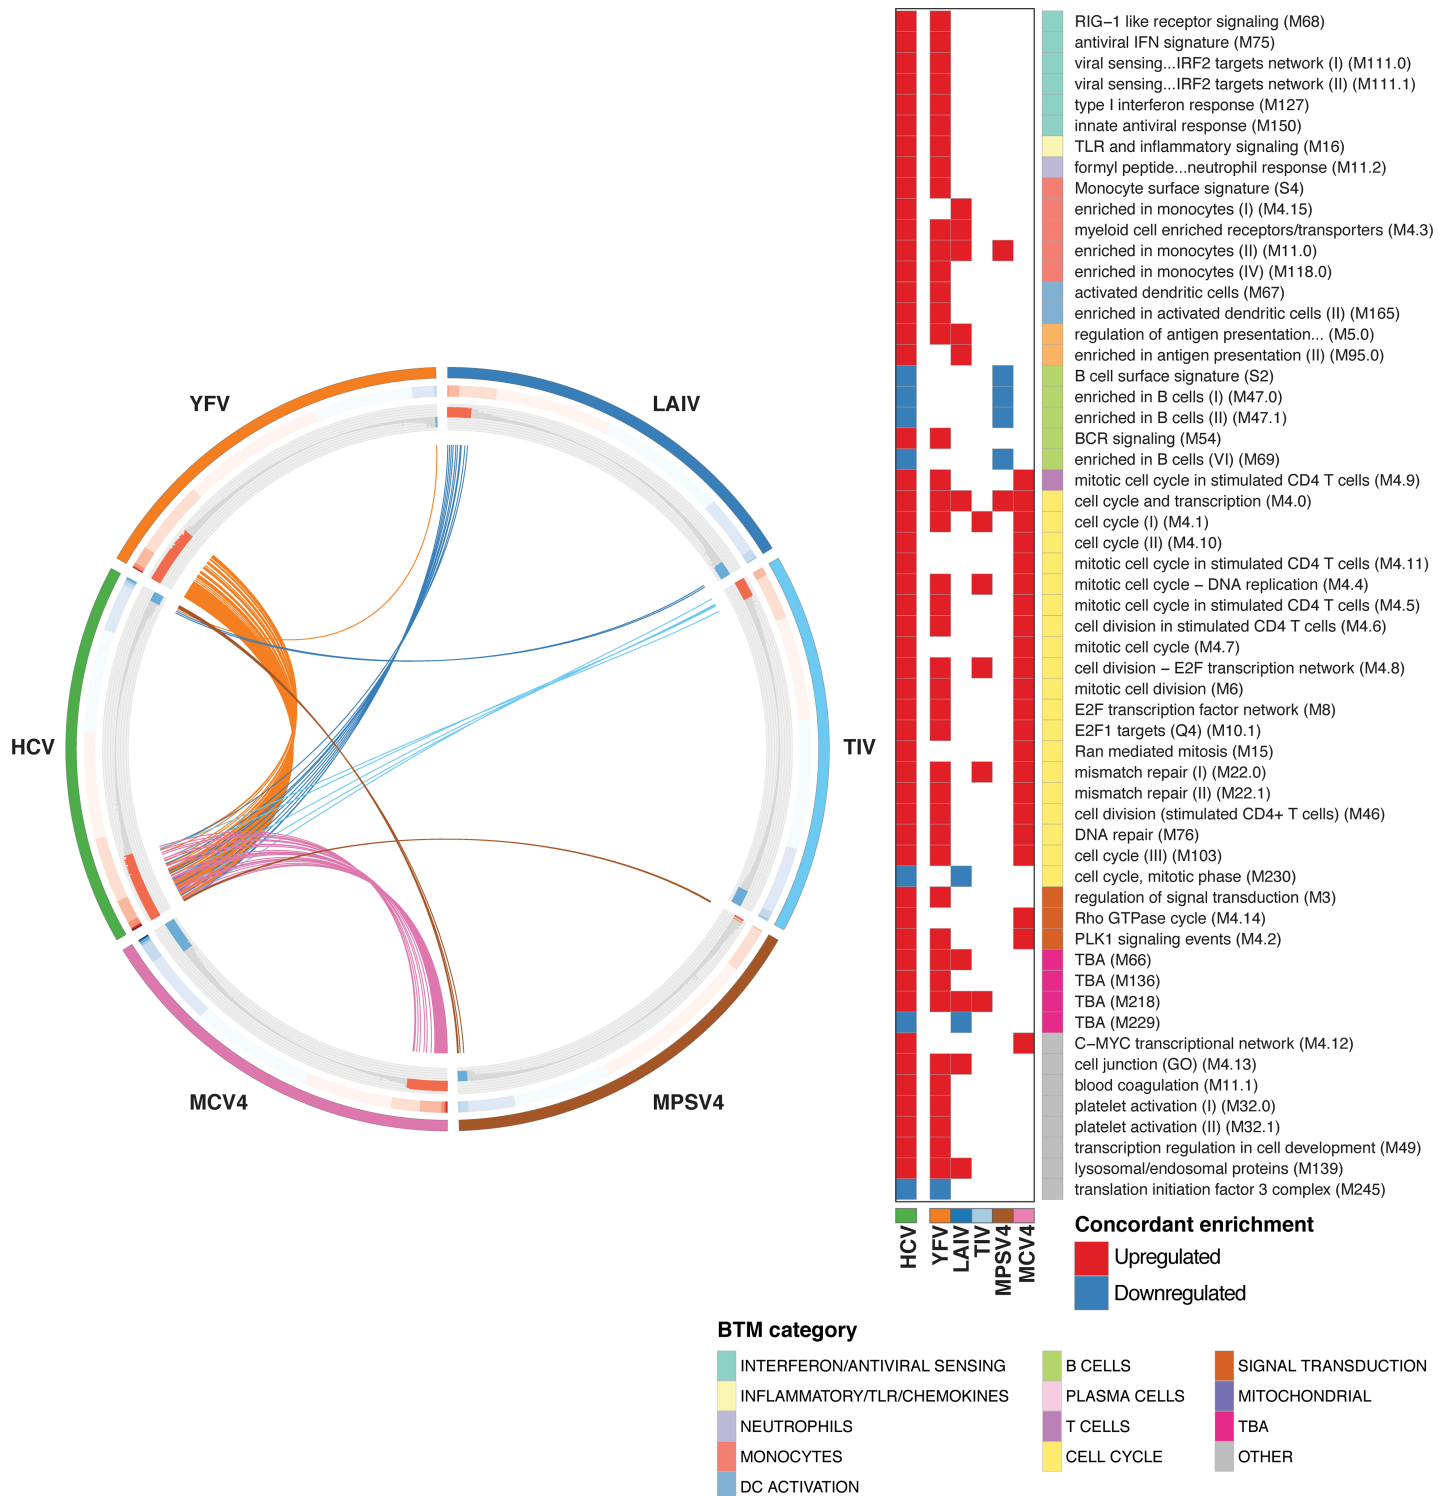 YFV
LAIV
HCV
TIV
MCV4
MPSV4
RIG−1 like receptor signaling (M68)
antiviral IFN signature (M75)
viral sensing...IRF2 targets network (I) (M111.0)
viral sensing...IRF2 targets network (II) (M111.1)
type I interferon response (M127)
innate antiviral response (M150)
TLR and inflammatory signaling (M16)
formyl peptide...neutrophil response (M11.2)
Monocyte surface signature (S4)
enriched in monocytes (I) (M4.15)
myeloid cell enriched receptors/transporters (M4.3)
enriched in monocytes (II) (M11.0)
enriched in monocytes (IV) (M118.0)
activated dendritic cells (M67)
enriched in activated dendritic cells (II) (M165)
regulation of antigen presentation... (M5.0)
enriched in antigen presentation (II) (M95.0)
B cell surface signature (S2)
enriched in B cells (I) (M47.0)
enriched in B cells (II) (M47.1)
BCR signaling (M54)
enriched in B cells (VI) (M69)
mitotic cell cycle in stimulated CD4 T cells (M4.9)
cell cycle and transcription (M4.0)
cell cycle (I) (M4.1)
cell cycle (II) (M4.10)
mitotic cell cycle in stimulated CD4 T cells (M4.11)
mitotic cell cycle − DNA replication (M4.4)
mitotic cell cycle in stimulated CD4 T cells (M4.5)
cell division in stimulated CD4 T cells (M4.6)
mitotic cell cycle (M4.7)
cell division − E2F transcription network (M4.8)
mitotic cell division (M6)
E2F transcription factor network (M8)
E2F1 targets (Q4) (M10.1)
Ran mediated mitosis (M15)
mismatch repair (I) (M22.0)
mismatch repair (II) (M22.1)
cell division (stimulated CD4+ T cells) (M46)
DNA repair (M76)
cell cycle (III) (M103)
cell cycle, mitotic phase (M230)
regulation of signal transduction (M3)
Rho GTPase cycle (M4.14)
PLK1 signaling events (M4.2)
TBA (M66)
TBA (M136)
TBA (M218)
TBA (M229)
C−MYC transcriptional network (M4.12)
cell junction (GO) (M4.13)
blood coagulation (M11.1)
platelet activation (I) (M32.0)
platelet activation (II) (M32.1)
transcription regulation in cell development (M49)
lysosomal/endosomal proteins (M139)
translation initiation factor 3 complex (M245)
HCV
YFV
LAIV
TIV
MPSV4
MCV4
Concordant enrichment
Upregulated
Downregulated
BTM category
INTERFERON/ANTIVIRAL SENSING
INFLAMMATORY/TLR/CHEMOKINES
NEUTROPHILS
MONOCYTES
DC ACTIVATION
B CELLS
PLASMA CELLS
T CELLS
CELL CYCLE
SIGNAL TRANSDUCTION
MITOCHONDRIAL
TBA
OTHER